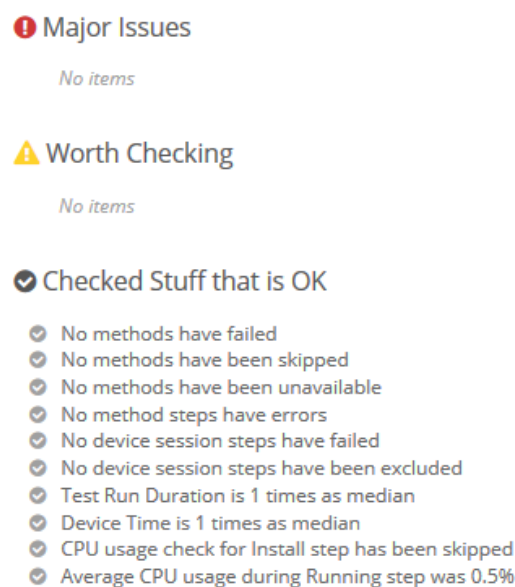 Major Issues
No items
Worth Checking
No items
Checked Stuff that is OK
No methods have failed
No methods have been skipped
No methods have been unavailable
No method steps have errors
No device session steps have failed
No device session steps have been excluded
Test Run Duration is 1 times as median
Device Time is 1 times as median
CPU usage check for Install step has been skipped
Average CPU usage during Running step was 0.5%